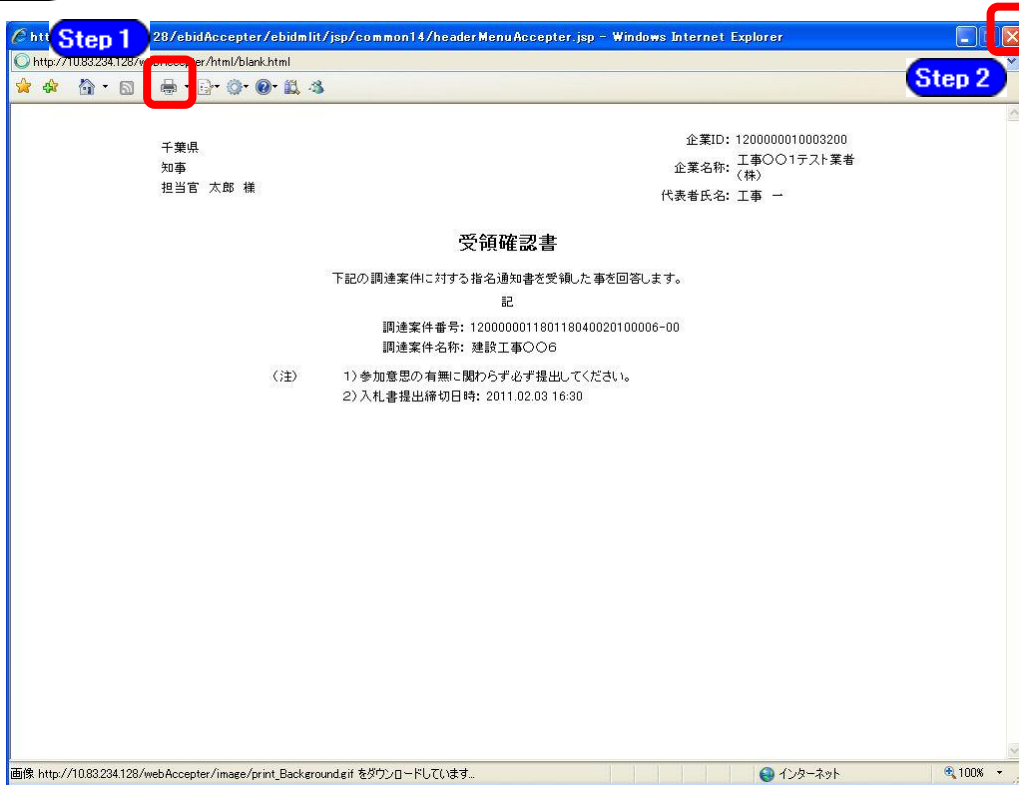 Step 1
htt 28/ebidAccepter/ebidmlit/jsp/common14/headerMenuAccepter.jsp - Windows Internet Explorer
http://10.83.234.128/webAccepter/html/blank.html
Step 2
千葉県
知事
担当官 太郎 様
企業ID: 1200000010003200
企業名称: 工事〇〇1テスト業者
(株)
代表者氏名: 工事 一
受領確認書
下記の調達案件に対する指名通知書を受領した事を回答します。
記
調達案件番号: 1200000011801180400201000​06-00
調達案件名称: 建設工事〇〇6
(注) 1)参加意思の有無に関わらず必ず提出してください。
2)入札書提出締切日時: 2011.02.03 16:30
画像 http://10.83.234.128/webAccepter/image/print_Background.gif をダウンロードしています...
インターネット
100%